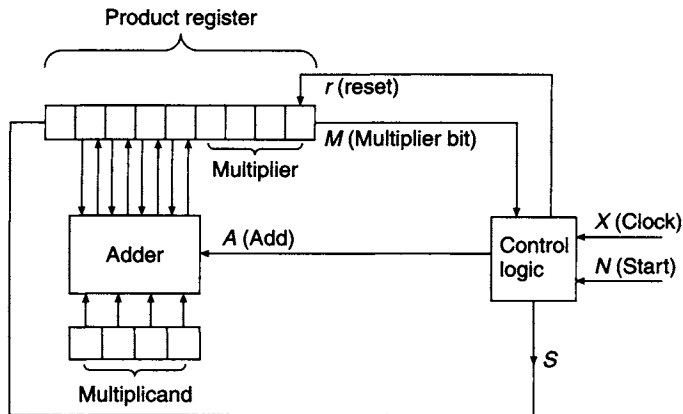 Product register
r (reset)
M (Multiplier bit)
Multiplier
X (Clock)
A (Add)
Control
logic
Adder
N (Start)
S
Multiplicand